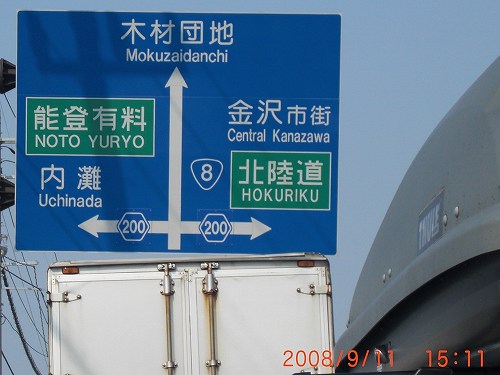 木材団地
Mokuzaidanchi
能登有料
NOTO YURYO
内灘
Uchinada
金沢市街
Central Kanazawa
8
北陸道
HOKURIKU
200
200
THULE
2008/9/11 15:11